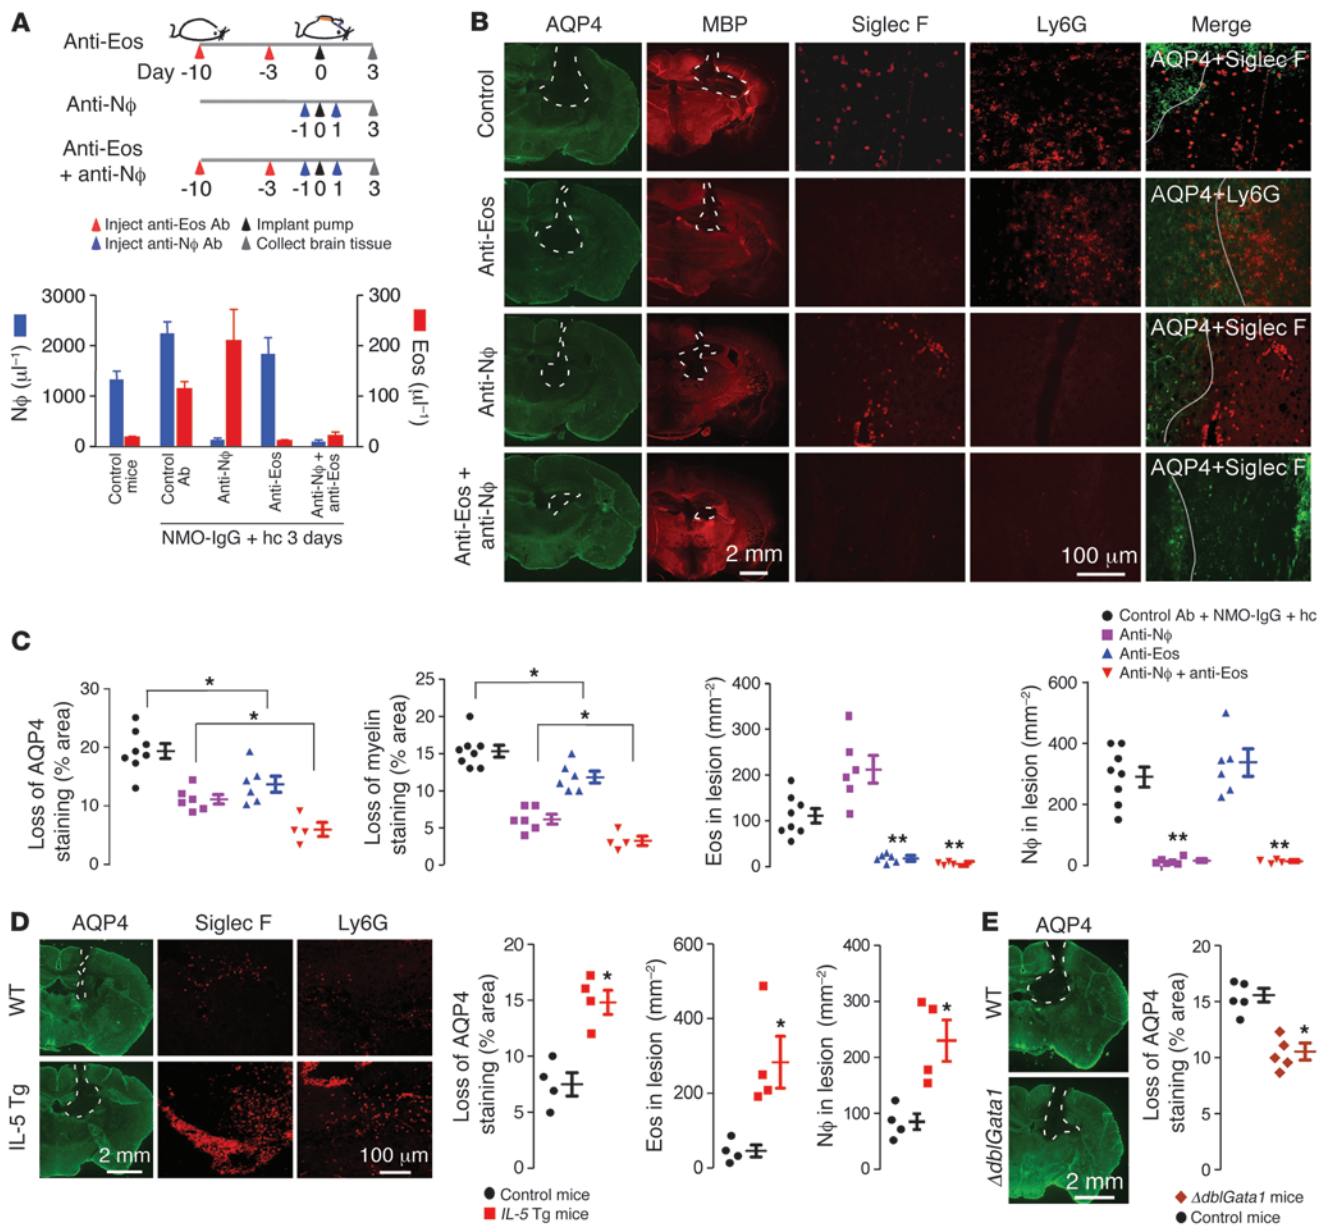 A
Anti-Eos
Day -10 -3 0 3
Anti-Nϕ
-1 0 1 3
Anti-Eos
+ anti-Nϕ
-10 -3 -1 0 1 3
Inject anti-Eos Ab
Implant pump
Inject anti-Nϕ Ab
Collect brain tissue
3000
2000
1000
0
Nϕ (μl⁻¹)
300
200
100
0
Eos (μl⁻¹)
Control
mice
Control
Ab
Anti-Nϕ
Anti-Eos
Anti-Nϕ +
anti-Eos
NMO-IgG + hc 3 days
B
AQP4 MBP Siglec F Ly6G Merge
Control
AQP4+Siglec F
Anti-Eos
AQP4+Ly6G
Anti-Nϕ
AQP4+Siglec F
Anti-Eos +
anti-Nϕ
AQP4+Siglec F
2 mm
100 μm
C
Control Ab + NMO-IgG + hc
Anti-Nϕ
Anti-Eos
Anti-Nϕ + anti-Eos
Loss of AQP4
staining (% area)
30
20
10
0
*
*
Loss of myelin
staining (% area)
25
20
15
10
5
0
*
*
Eos in lesion (mm⁻²)
400
300
200
100
0
**
**
Nϕ in lesion (mm⁻²)
600
400
200
0
**
**
D
AQP4 Siglec F Ly6G
WT
IL-5 Tg
2 mm
100 μm
Loss of AQP4
staining (% area)
20
15
10
5
0
*
Eos in lesion (mm⁻²)
600
400
200
0
*
Nϕ in lesion (mm⁻²)
400
300
200
100
0
*
Control mice
IL-5 Tg mice
E
AQP4
WT
ΔdblGata1
2 mm
Loss of AQP4
staining (% area)
20
15
10
5
0
*
ΔdblGata1 mice
Control mice